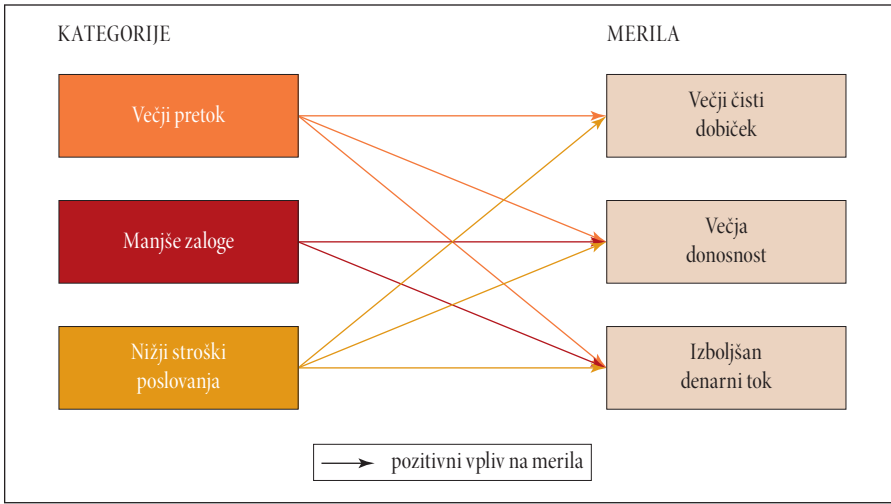 KATEGORIJE
MERILA
Večji pretok
Večji čisti
dobiček
Manjše zaloge
Večja
donosnost
Nižji stroški
poslovanja
Izboljšan
denarni tok
pozitivni vpliv na merila